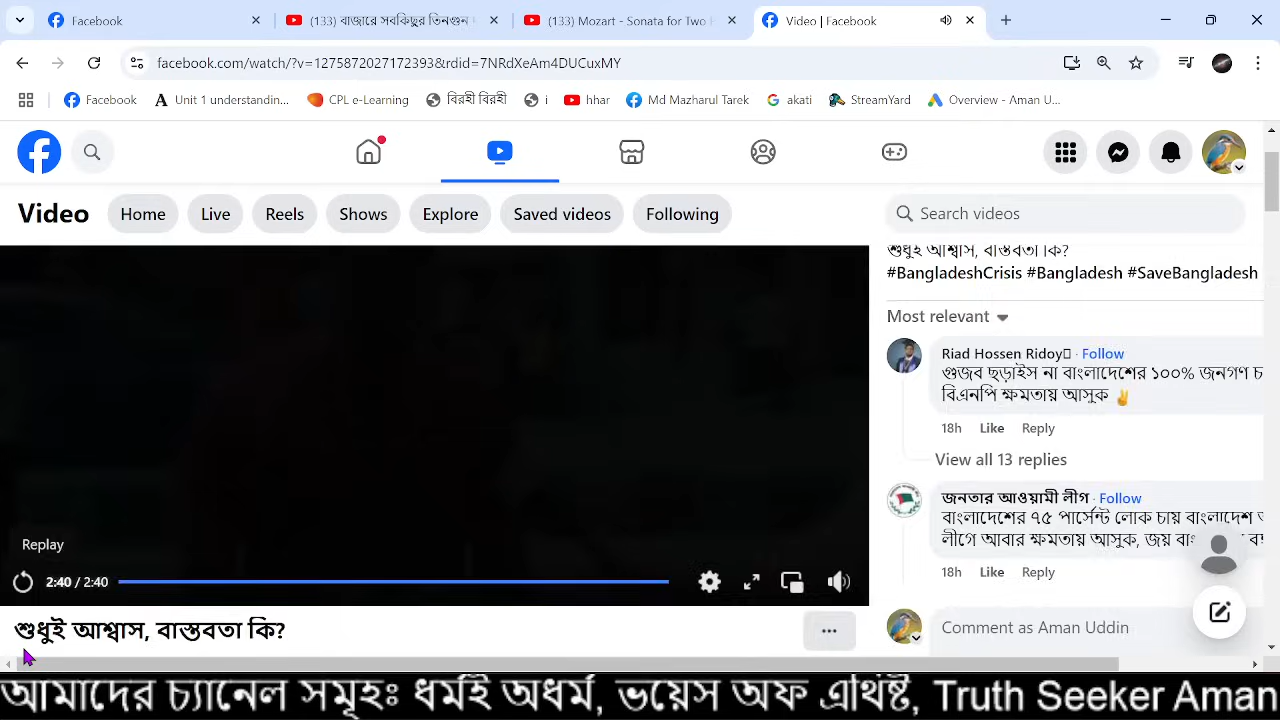 Facebook
(133) বাজারে সবকিছুর তিনগুন
(133) Mozart - Sonata for Two
Video | Facebook
facebook.com/watch/?v=1275872027172393&rdid=7NRdXeAm4DUCuxMY
Facebook
Unit 1 understandin...
CPL e-Learning
বিরহী বিরহী
i
hhar
Md Mazharul Tarek
akati
StreamYard
Overview - Aman U...
Video
Home
Live
Reels
Shows
Explore
Saved videos
Following
Search videos
শুধুই আশ্বাস, বাস্তবতা কি?
#BangladeshCrisis #Bangladesh #SaveBangladesh
Most relevant
Riad Hossen Ridoy · Follow
গুজব ছড়াইস না বাংলাদেশের ১০০% জনগণ চ
বিএনপি ক্ষমতায় আসুক ✌
18h Like Reply
View all 13 replies
জনতার আওয়ামী লীগ · Follow
বাংলাদেশের ৭৫ পার্সেন্ট লোক চায় বাংলাদেশ
লীগে আবার ক্ষমতায় আসুক, জয়
18h Like Reply
Comment as Aman Uddin
Replay
2:40 / 2:40
শুধুই আশ্বাস, বাস্তবতা কি?
আমাদের চ্যানেল সমূহঃ ধর্মই অধর্ম, ভয়েস অফ এথিষ্ট, Truth Seeker Aman